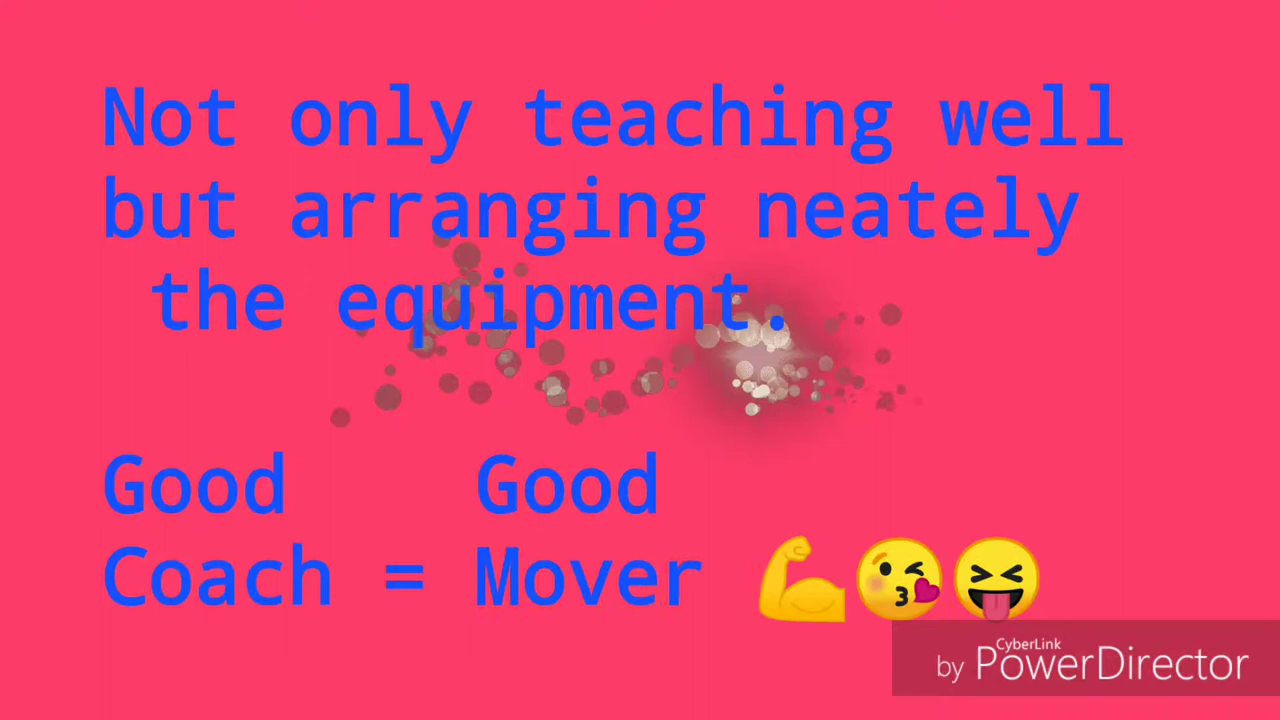 Not only teaching well
but arranging neately
the equipment.
Good Good
Coach = Mover 💪😘😝
CyberLink
by PowerDirector